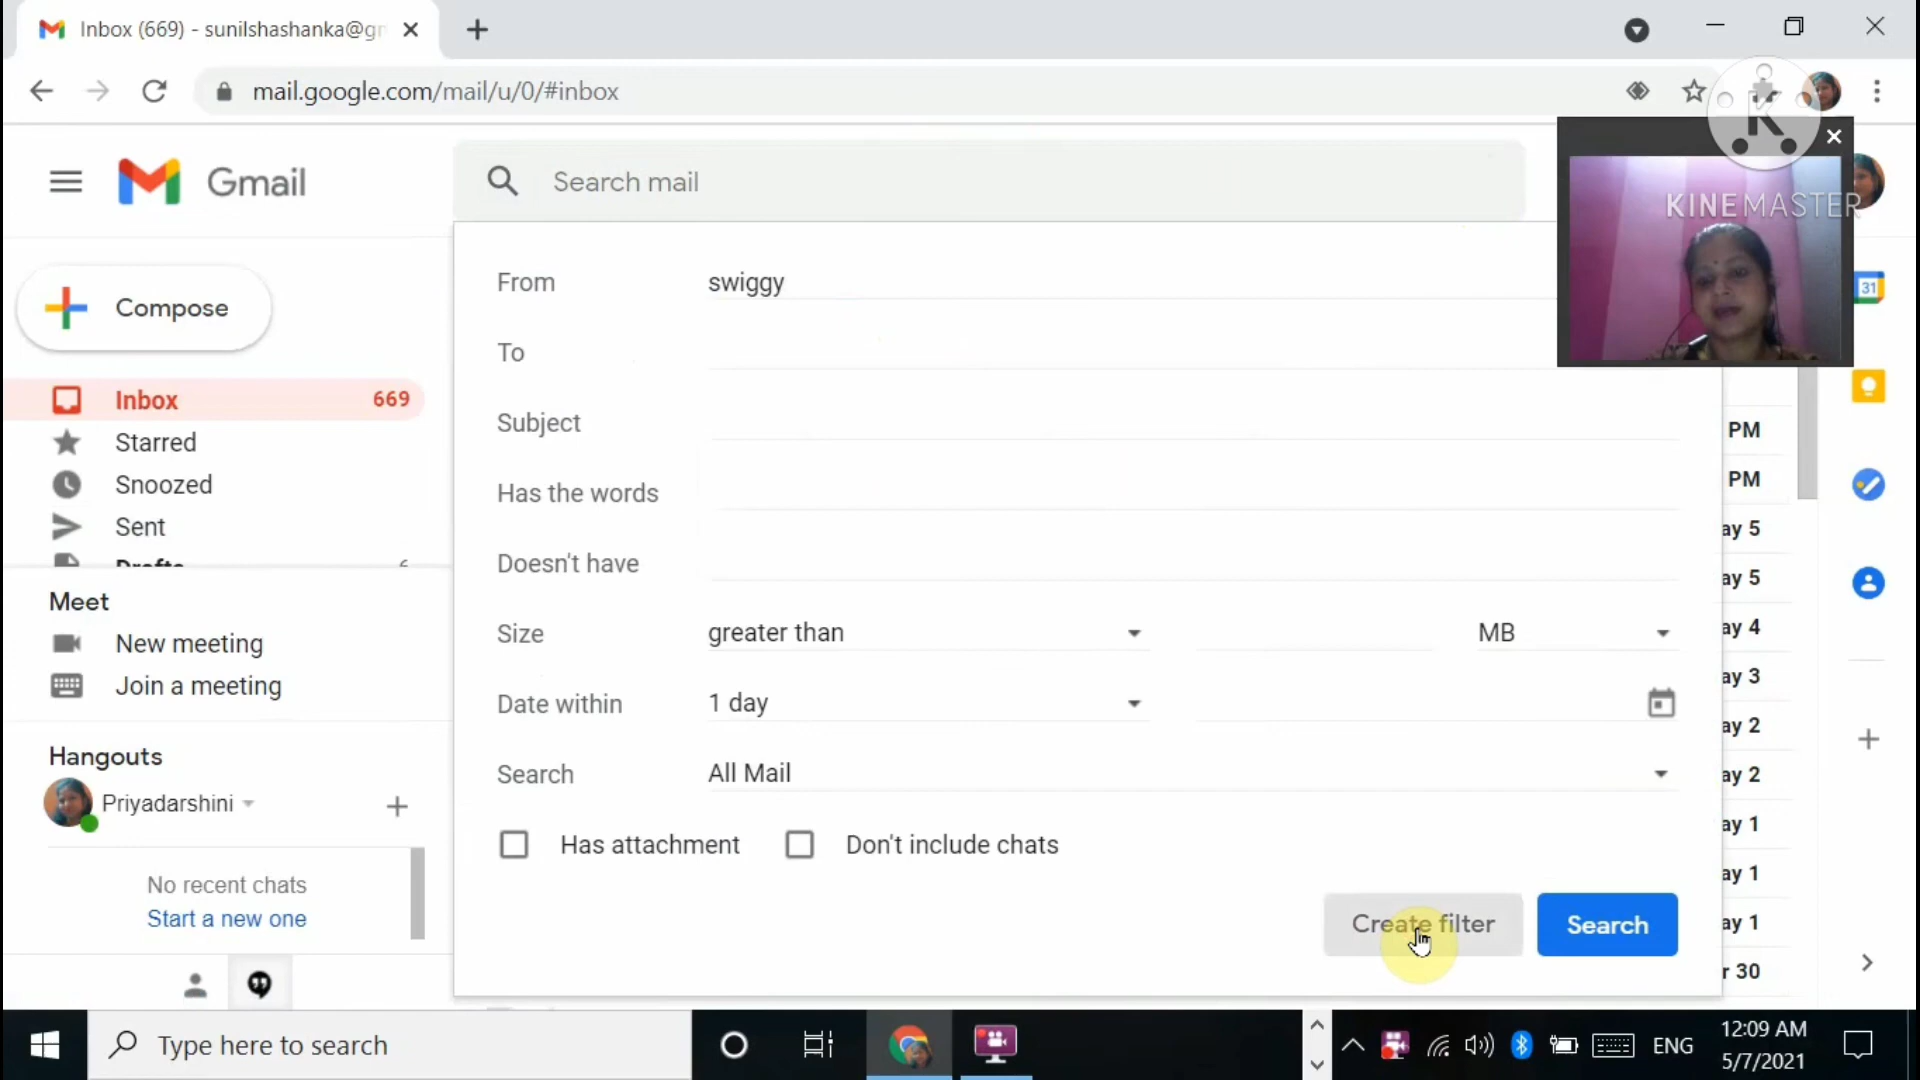 Inbox (669) - sunilshashanka@gm
mail.google.com/mail/u/0/#inbox
Gmail
Search mail
K
KINEMASTER
From swiggy
31
Compose
To
Inbox 669
Subject
PM
Starred
PM
Snoozed
Has the words
Sent
ay 5
Drafts 6
Doesn't have
ay 5
Meet
New meeting
Size greater than MB
ay 4
Join a meeting
ay 3
Date within 1 day
ay 2
Hangouts
Search All Mail
ay 2
Priyadarshini
ay 1
Has attachment Don't include chats
ay 1
No recent chats
Start a new one
Create filter Search
ay 1
r 30
Type here to search
ENG
12:09 AM
5/7/2021